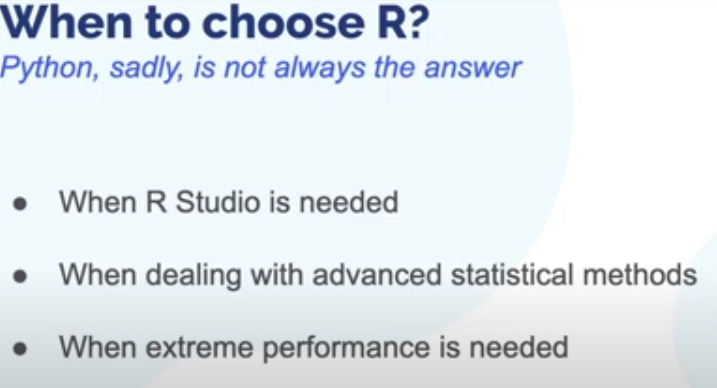 When to choose R?
Python, sadly, is not always the answer
● When R Studio is needed
● When dealing with advanced statistical methods
● When extreme performance is needed